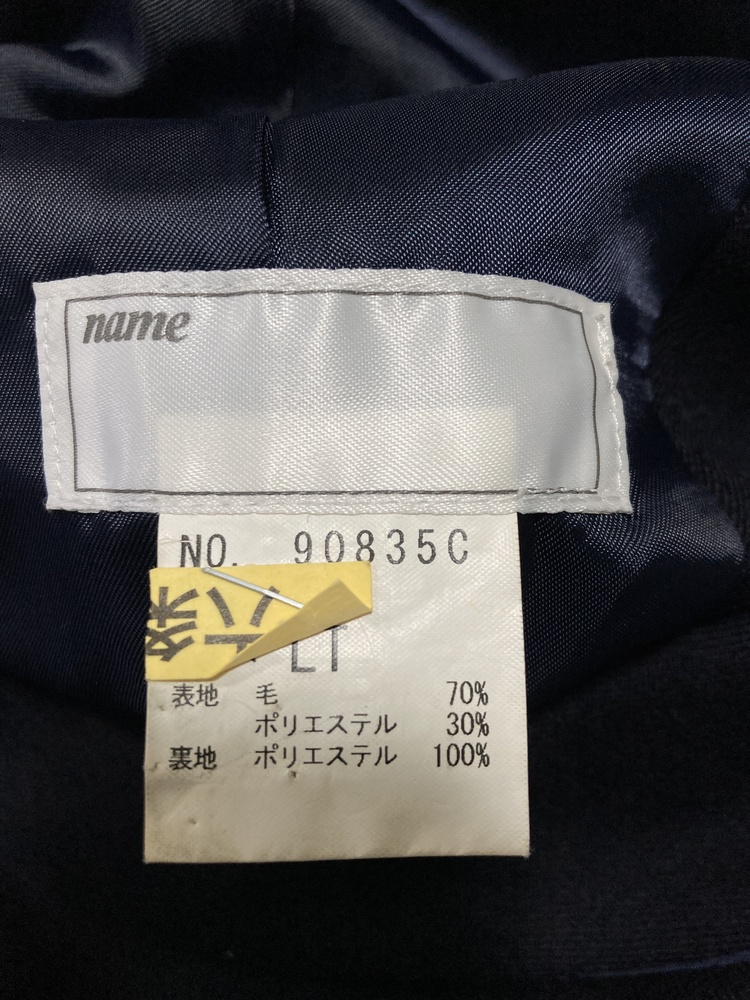 name
NO. 90835C
六
LT
表地 毛 70%
ポリエステル 30%
裏地 ポリエステル 100%